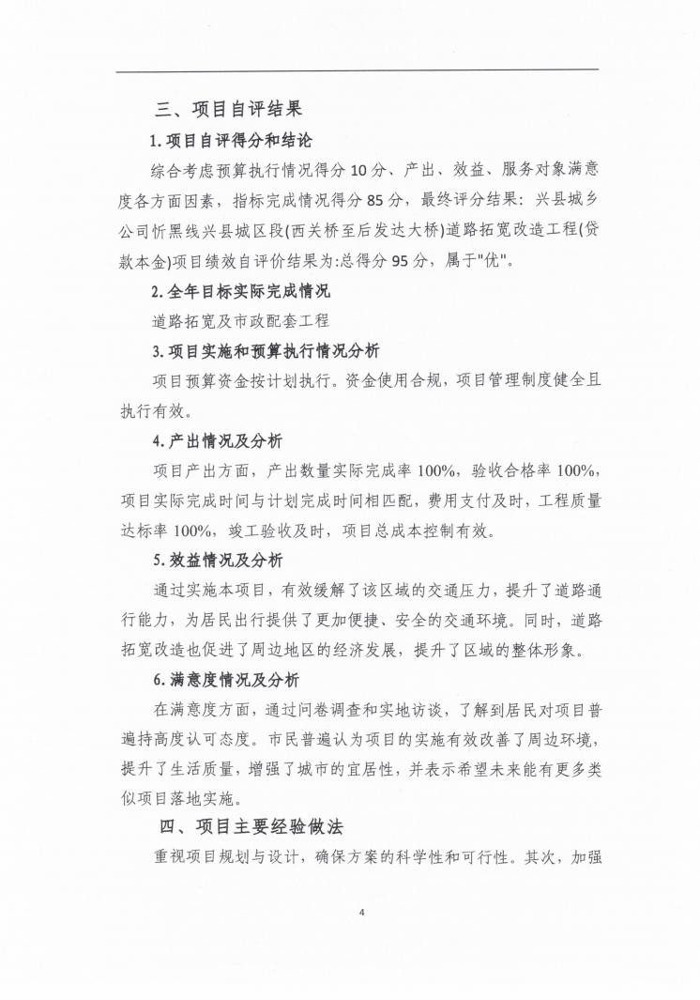 三、项目自评结果
1.项目自评得分和结论
综合考虑预算执行情况得分 10 分、产出、效益、服务对象满意
度各方面因素，指标完成情况得分 85 分，最终评分结果：兴县城乡
公司忻黑线兴县城区段(西关桥至后发达大桥)道路拓宽改造工程(贷
款本金)项目绩效自评价结果为:总得分 95 分，属于"优"。
2.全年目标实际完成情况
道路拓宽及市政配套工程
3.项目实施和预算执行情况分析
项目预算资金按计划执行。资金使用合规，项目管理制度健全且
执行有效。
4.产出情况及分析
项目产出方面，产出数量实际完成率 100%，验收合格率 100%，
项目实际完成时间与计划完成时间相匹配，费用支付及时，工程质量
达标率 100%，竣工验收及时，项目总成本控制有效。
5.效益情况及分析
通过实施本项目，有效缓解了该区域的交通压力，提升了道路通
行能力，为居民出行提供了更加便捷、安全的交通环境。同时，道路
拓宽改造也促进了周边地区的经济发展，提升了区域的整体形象。
6.满意度情况及分析
在满意度方面，通过问卷调查和实地访谈，了解到居民对项目普
遍持高度认可态度。市民普遍认为项目的实施有效改善了周边环境，
提升了生活质量，增强了城市的宜居性，并表示希望未来能有更多类
似项目落地实施。
四、项目主要经验做法
重视项目规划与设计，确保方案的科学性和可行性。其次，加强
4